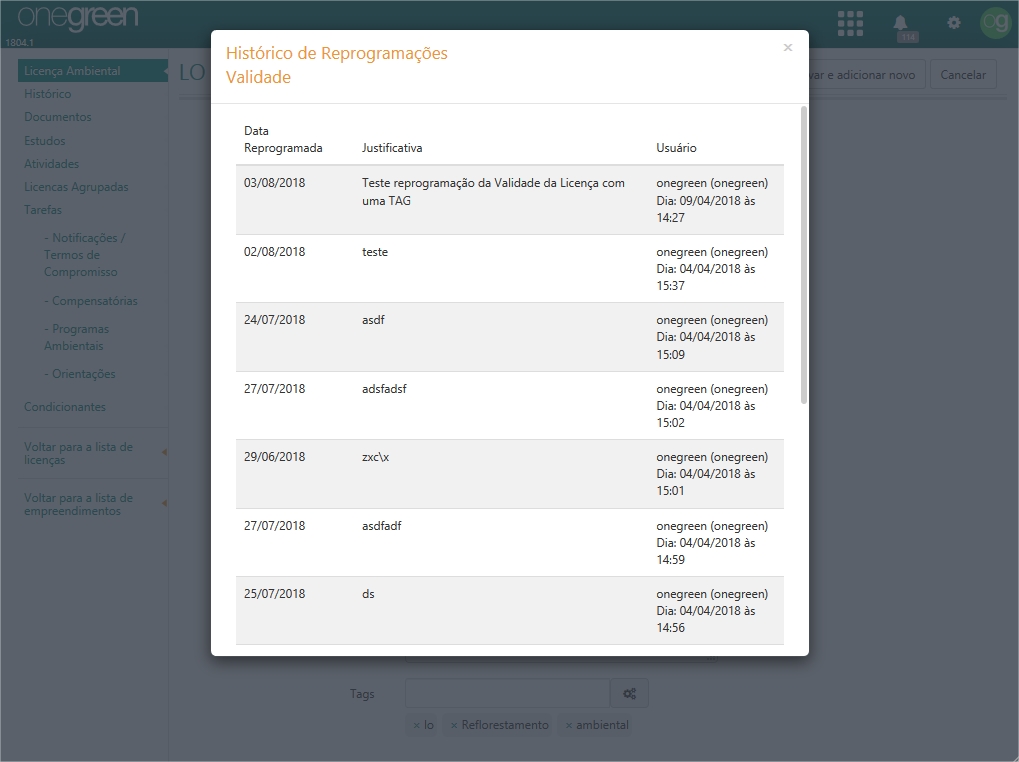 onegreen
1804.1
114
og
Licença Ambiental
Histórico
Documentos
Estudos
Atividades
Licencas Agrupadas
Tarefas
- Notificações /
Termos de
Compromisso
- Compensatórias
- Programas
Ambientais
- Orientações
Condicionantes
Voltar para a lista de
licenças
Voltar para a lista de
empreendimentos
LO
var e adicionar novo
Cancelar
Histórico de Reprogramações
Validade
×
Data
Reprogramada
Justificativa
Usuário
03/08/2018
Teste reprogramação da Validade da Licença com
uma TAG
onegreen (onegreen)
Dia: 09/04/2018 às
14:27
02/08/2018
teste
onegreen (onegreen)
Dia: 04/04/2018 às
15:37
24/07/2018
asdf
onegreen (onegreen)
Dia: 04/04/2018 às
15:09
27/07/2018
adsfadsf
onegreen (onegreen)
Dia: 04/04/2018 às
15:02
29/06/2018
zxc\x
onegreen (onegreen)
Dia: 04/04/2018 às
15:01
27/07/2018
asdfadf
onegreen (onegreen)
Dia: 04/04/2018 às
14:59
25/07/2018
ds
onegreen (onegreen)
Dia: 04/04/2018 às
14:56
Tags
× lo
× Reflorestamento
× ambiental